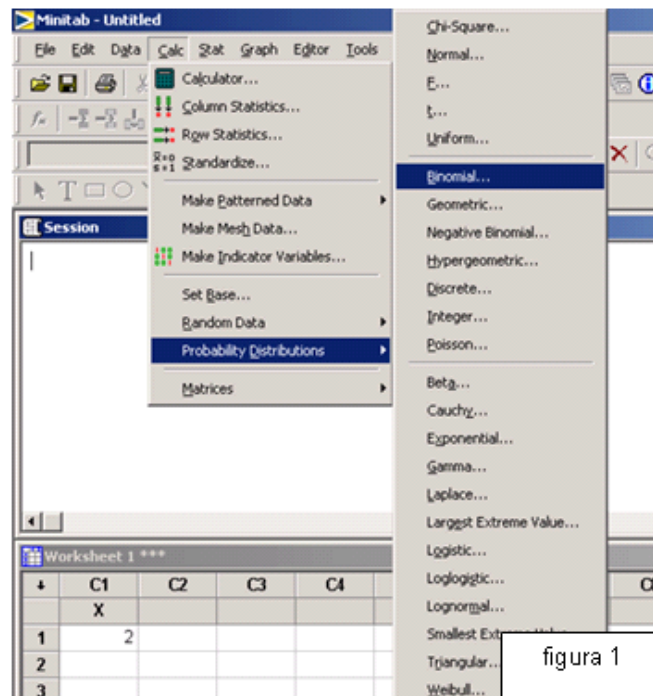 Minitab - Untitled
File Edit Data Calc Stat Graph Editor Tools
Calculator...
Column Statistics...
Row Statistics...
Standardize...
Make Patterned Data
Make Mesh Data...
Make Indicator Variables...
Set Base...
Random Data
Probability Distributions
Matrices
Chi-Square...
Normal...
F...
t...
Uniform...
Binomial...
Geometric...
Negative Binomial...
Hypergeometric...
Discrete...
Integer...
Poisson...
Beta...
Cauchy...
Exponential...
Gamma...
Laplace...
Largest Extreme Value...
Logistic...
Loglogistic...
Lognormal...
Smallest
Triangular...
Weibull...
Session
Worksheet 1 ***
C1 C2 C3 C4
X
1 2
2
3
figura 1